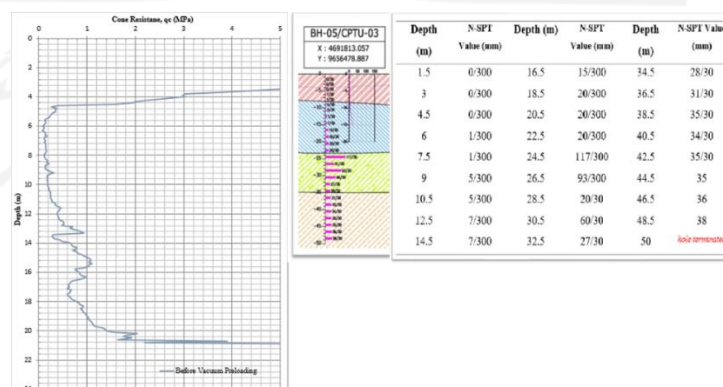 Cone Resistane, qc (MPa)
0 1 2 3 4 5
0
2
4
6
8
10
12
14
16
18
20
22
24
Depth (m)
Before Vacuum Preloading
BH-05/CPTU-03
X : 4691813.057
Y : 9656478.887
Depth (m) N-SPT Value (mm) Depth (m) N-SPT Value (mm) Depth (m) N-SPT Value (mm)
1.5 0/300 16.5 15/300 34.5 28/30
3 0/300 18.5 20/300 36.5 31/30
4.5 0/300 20.5 20/300 38.5 35/30
6 1/300 22.5 20/300 40.5 34/30
7.5 1/300 24.5 117/300 42.5 35/30
9 5/300 26.5 93/300 44.5 35
10.5 5/300 28.5 20/30 46.5 36
12.5 7/300 30.5 60/30 48.5 38
14.5 7/300 32.5 27/30 50 hole terminated